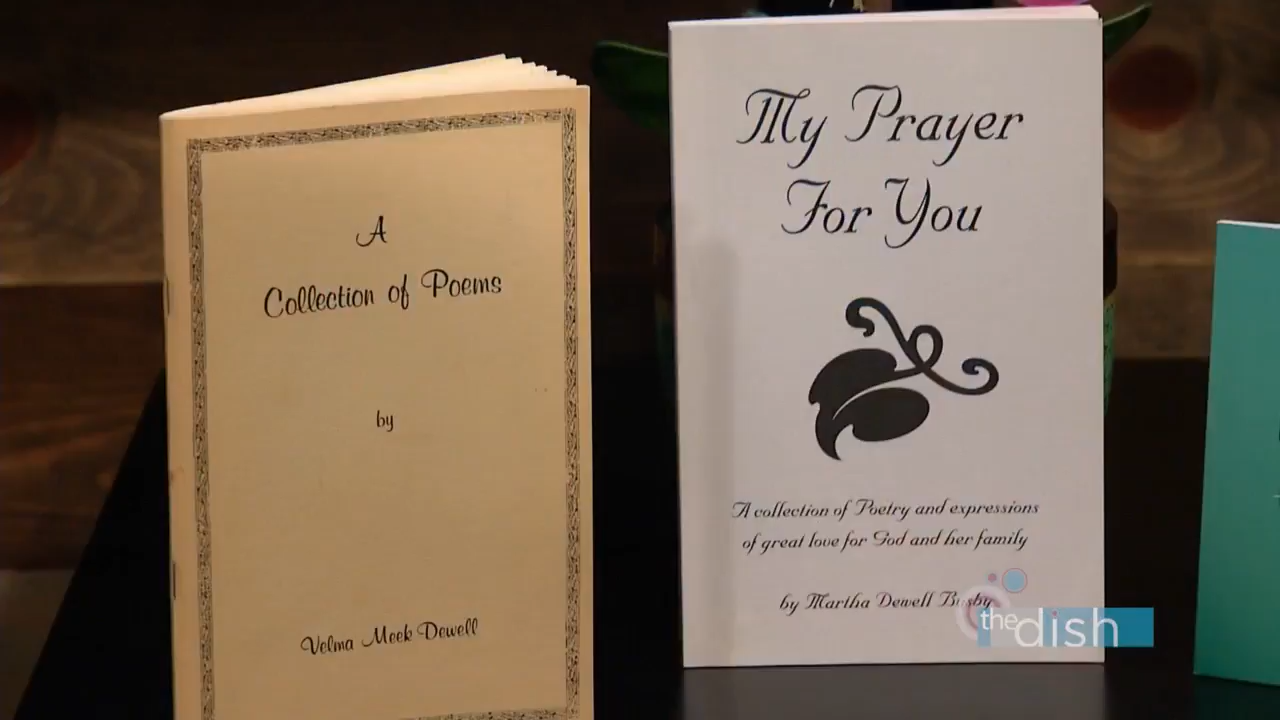 A
Collection of Poems
by
Velma Meek Dewell
My Prayer
For You
A collection of Poetry and expressions
of great love for God and her family
by Martha Dewell Busby
the dish